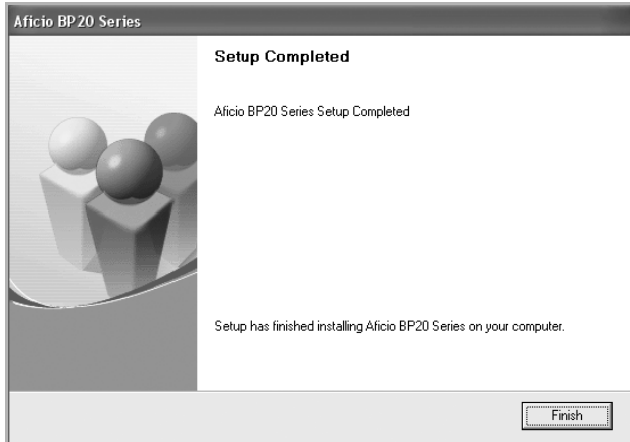 Aficio BP20 Series
Setup Completed
Aficio BP20 Series Setup Completed
Setup has finished installing Aficio BP20 Series on your computer.
Finish